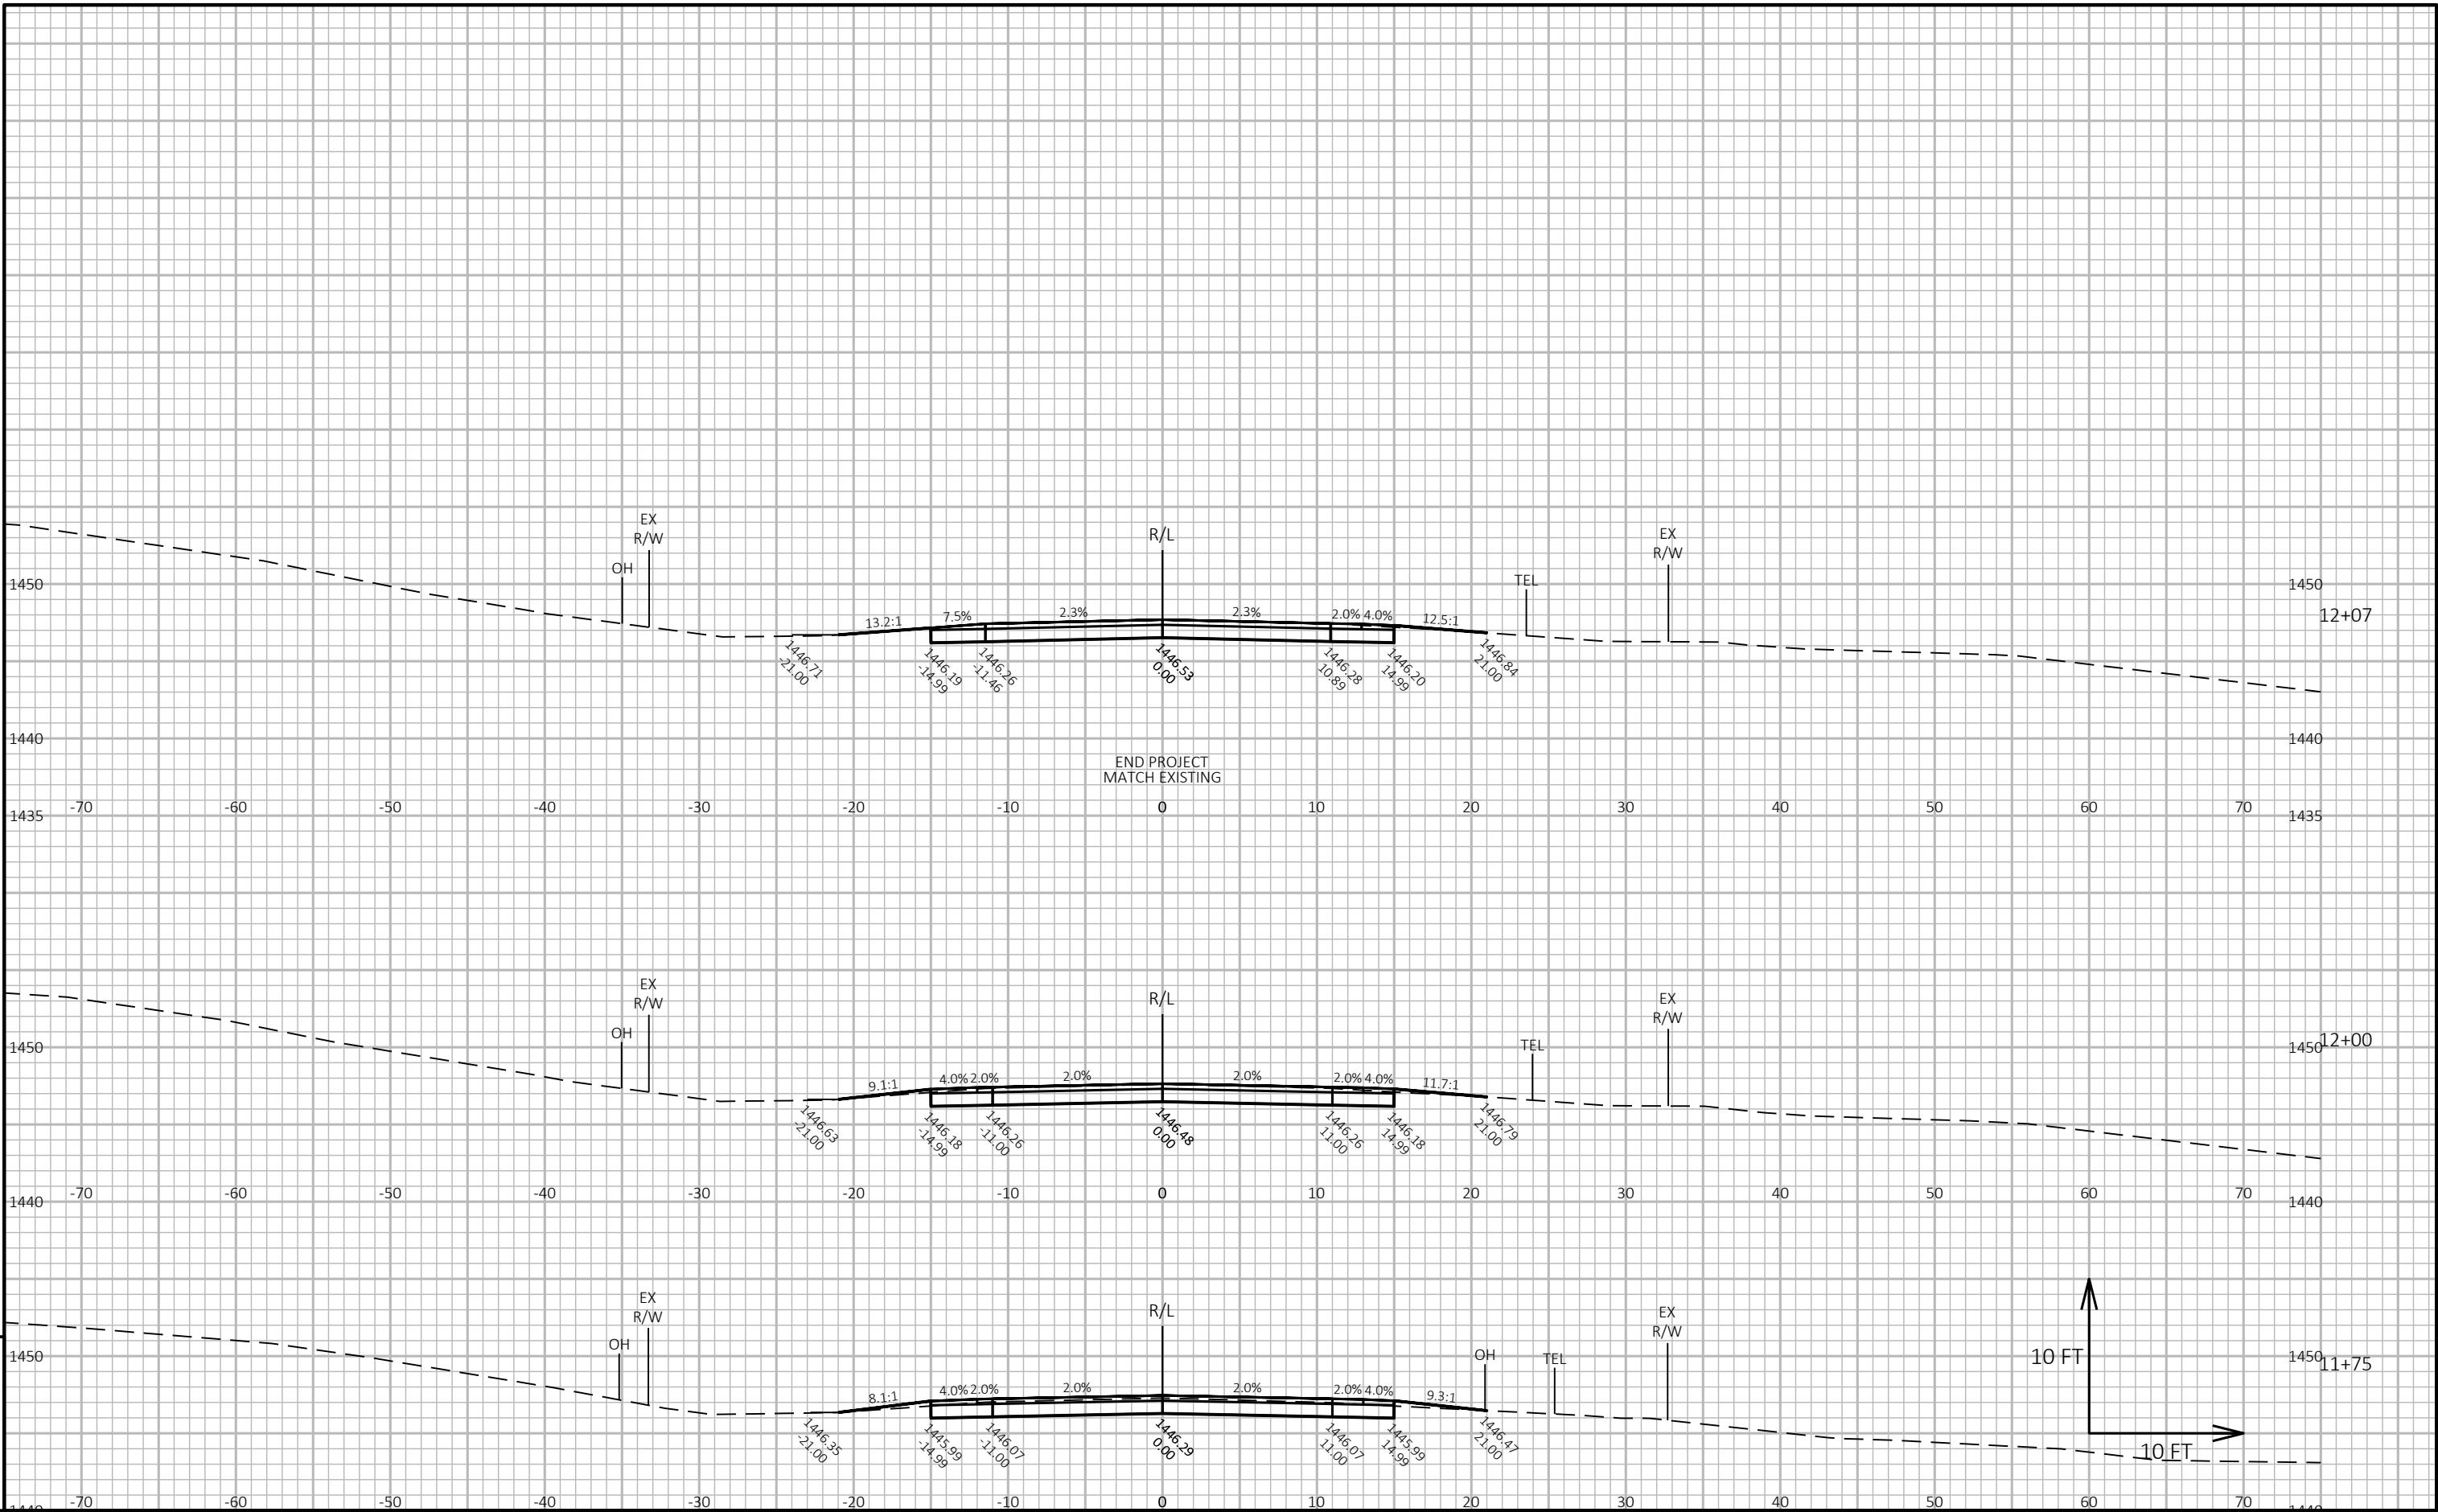 EX
R/W
OH
R/L
EX
R/W
TEL
1450
1450
12+07
13.2:1
7.5%
2.3%
2.3%
2.0%
4.0%
12.5:1
1446.71
-21.00
1446.19
-14.99
1446.26
-11.46
1446.53
0.00
1446.28
10.89
1446.20
14.99
1446.84
21.00
1440
1440
END PROJECT
MATCH EXISTING
-70 -60 -50 -40 -30 -20 -10 0 10 20 30 40 50 60 70
1435
1435
EX
R/W
OH
R/L
EX
R/W
TEL
1450
1450
12+00
9.1:1
4.0%
2.0%
2.0%
2.0%
2.0%
4.0%
11.7:1
1446.63
-21.00
1446.18
-14.99
1446.26
-11.00
1446.48
0.00
1446.26
11.00
1446.18
14.99
1446.79
21.00
-70 -60 -50 -40 -30 -20 -10 0 10 20 30 40 50 60 70
1440
1440
EX
R/W
OH
R/L
OH
TEL
EX
R/W
1450
10 FT
1450
11+75
8.1:1
4.0%
2.0%
2.0%
2.0%
2.0%
4.0%
9.3:1
1446.35
-21.00
1445.99
-14.99
1446.07
-11.00
1446.29
0.00
1446.07
11.00
1445.99
14.99
1446.47
21.00
10 FT
-70 -60 -50 -40 -30 -20 -10 0 10 20 30 40 50 60 70
1440
1440